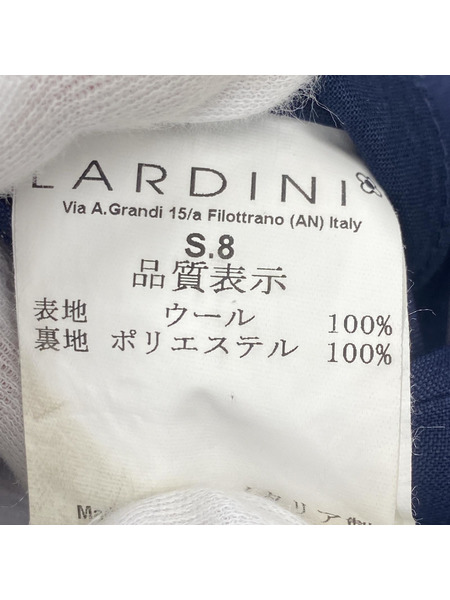 LARDINI
Via A.Grandi 15/a Filottrano (AN) Italy
S.8
品質表示
表地 ウール 100%
裏地 ポリエステル 100%